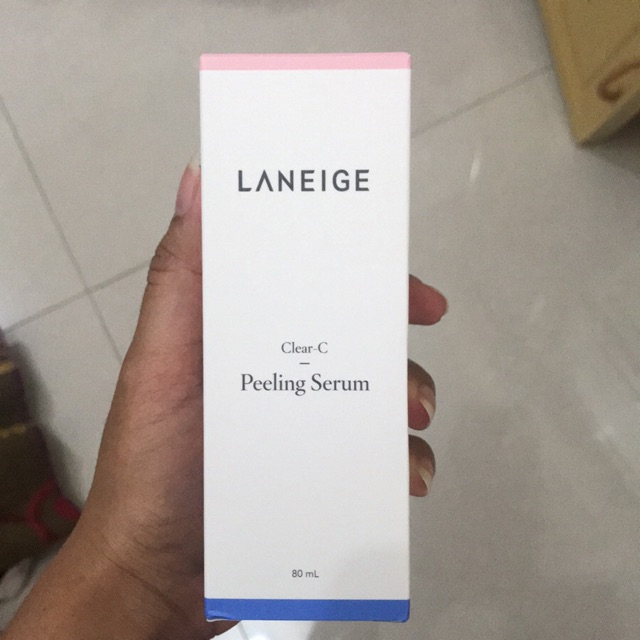 LANEIGE
Clear-C
Peeling Serum
80 mL